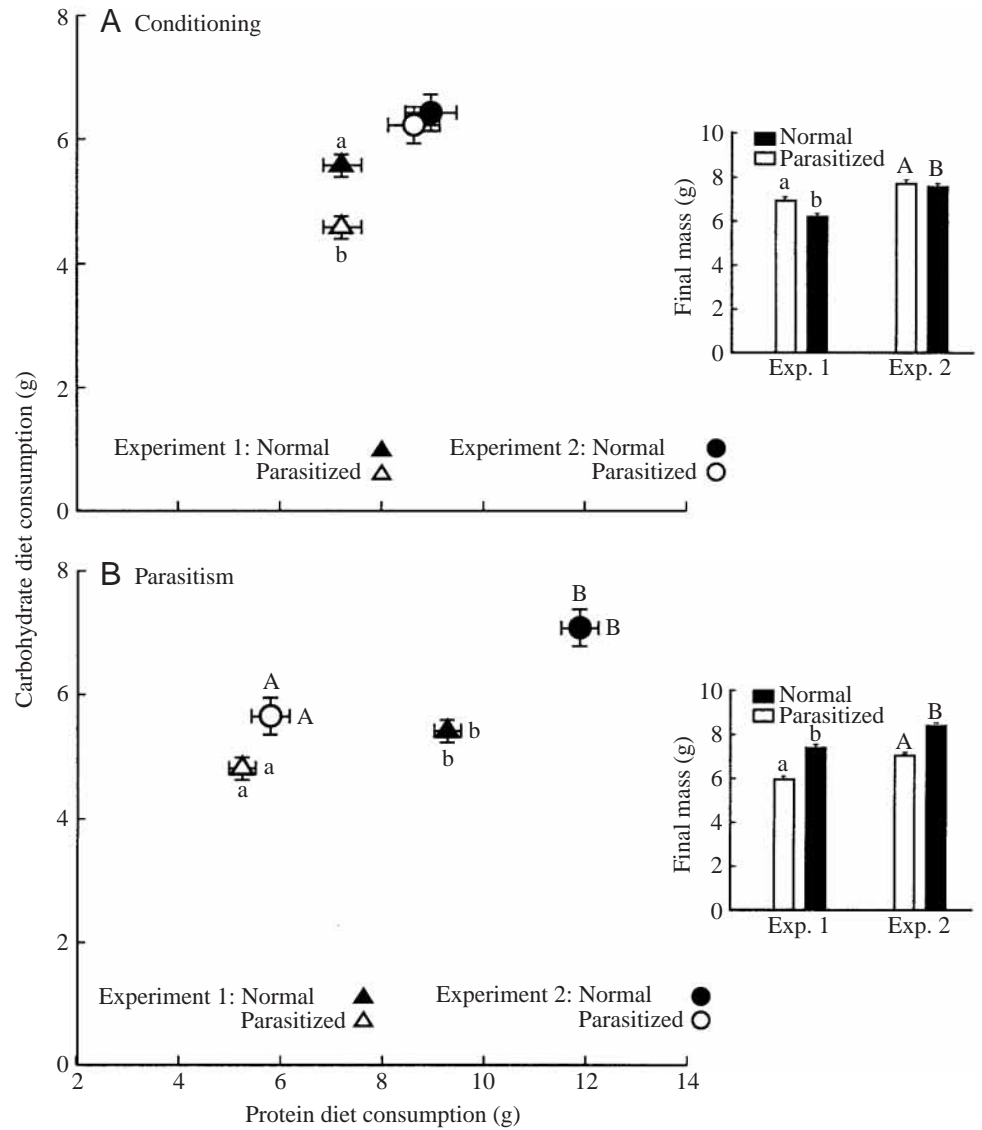 A Conditioning
8
6
4
2
0
a
b
Experiment 1: Normal
Parasitized
Experiment 2: Normal
Parasitized
Normal
Parasitized
10
8
6
4
2
0
a
b
A
B
Final mass (g)
Exp. 1
Exp. 2
Carbohydrate diet consumption (g)
B Parasitism
8
6
4
2
0
A
A
a
a
b
b
B
B
Experiment 1: Normal
Parasitized
Experiment 2: Normal
Parasitized
Normal
Parasitized
10
8
6
4
2
0
a
b
A
B
Final mass (g)
Exp. 1
Exp. 2
2 4 6 8 10 12 14
Protein diet consumption (g)